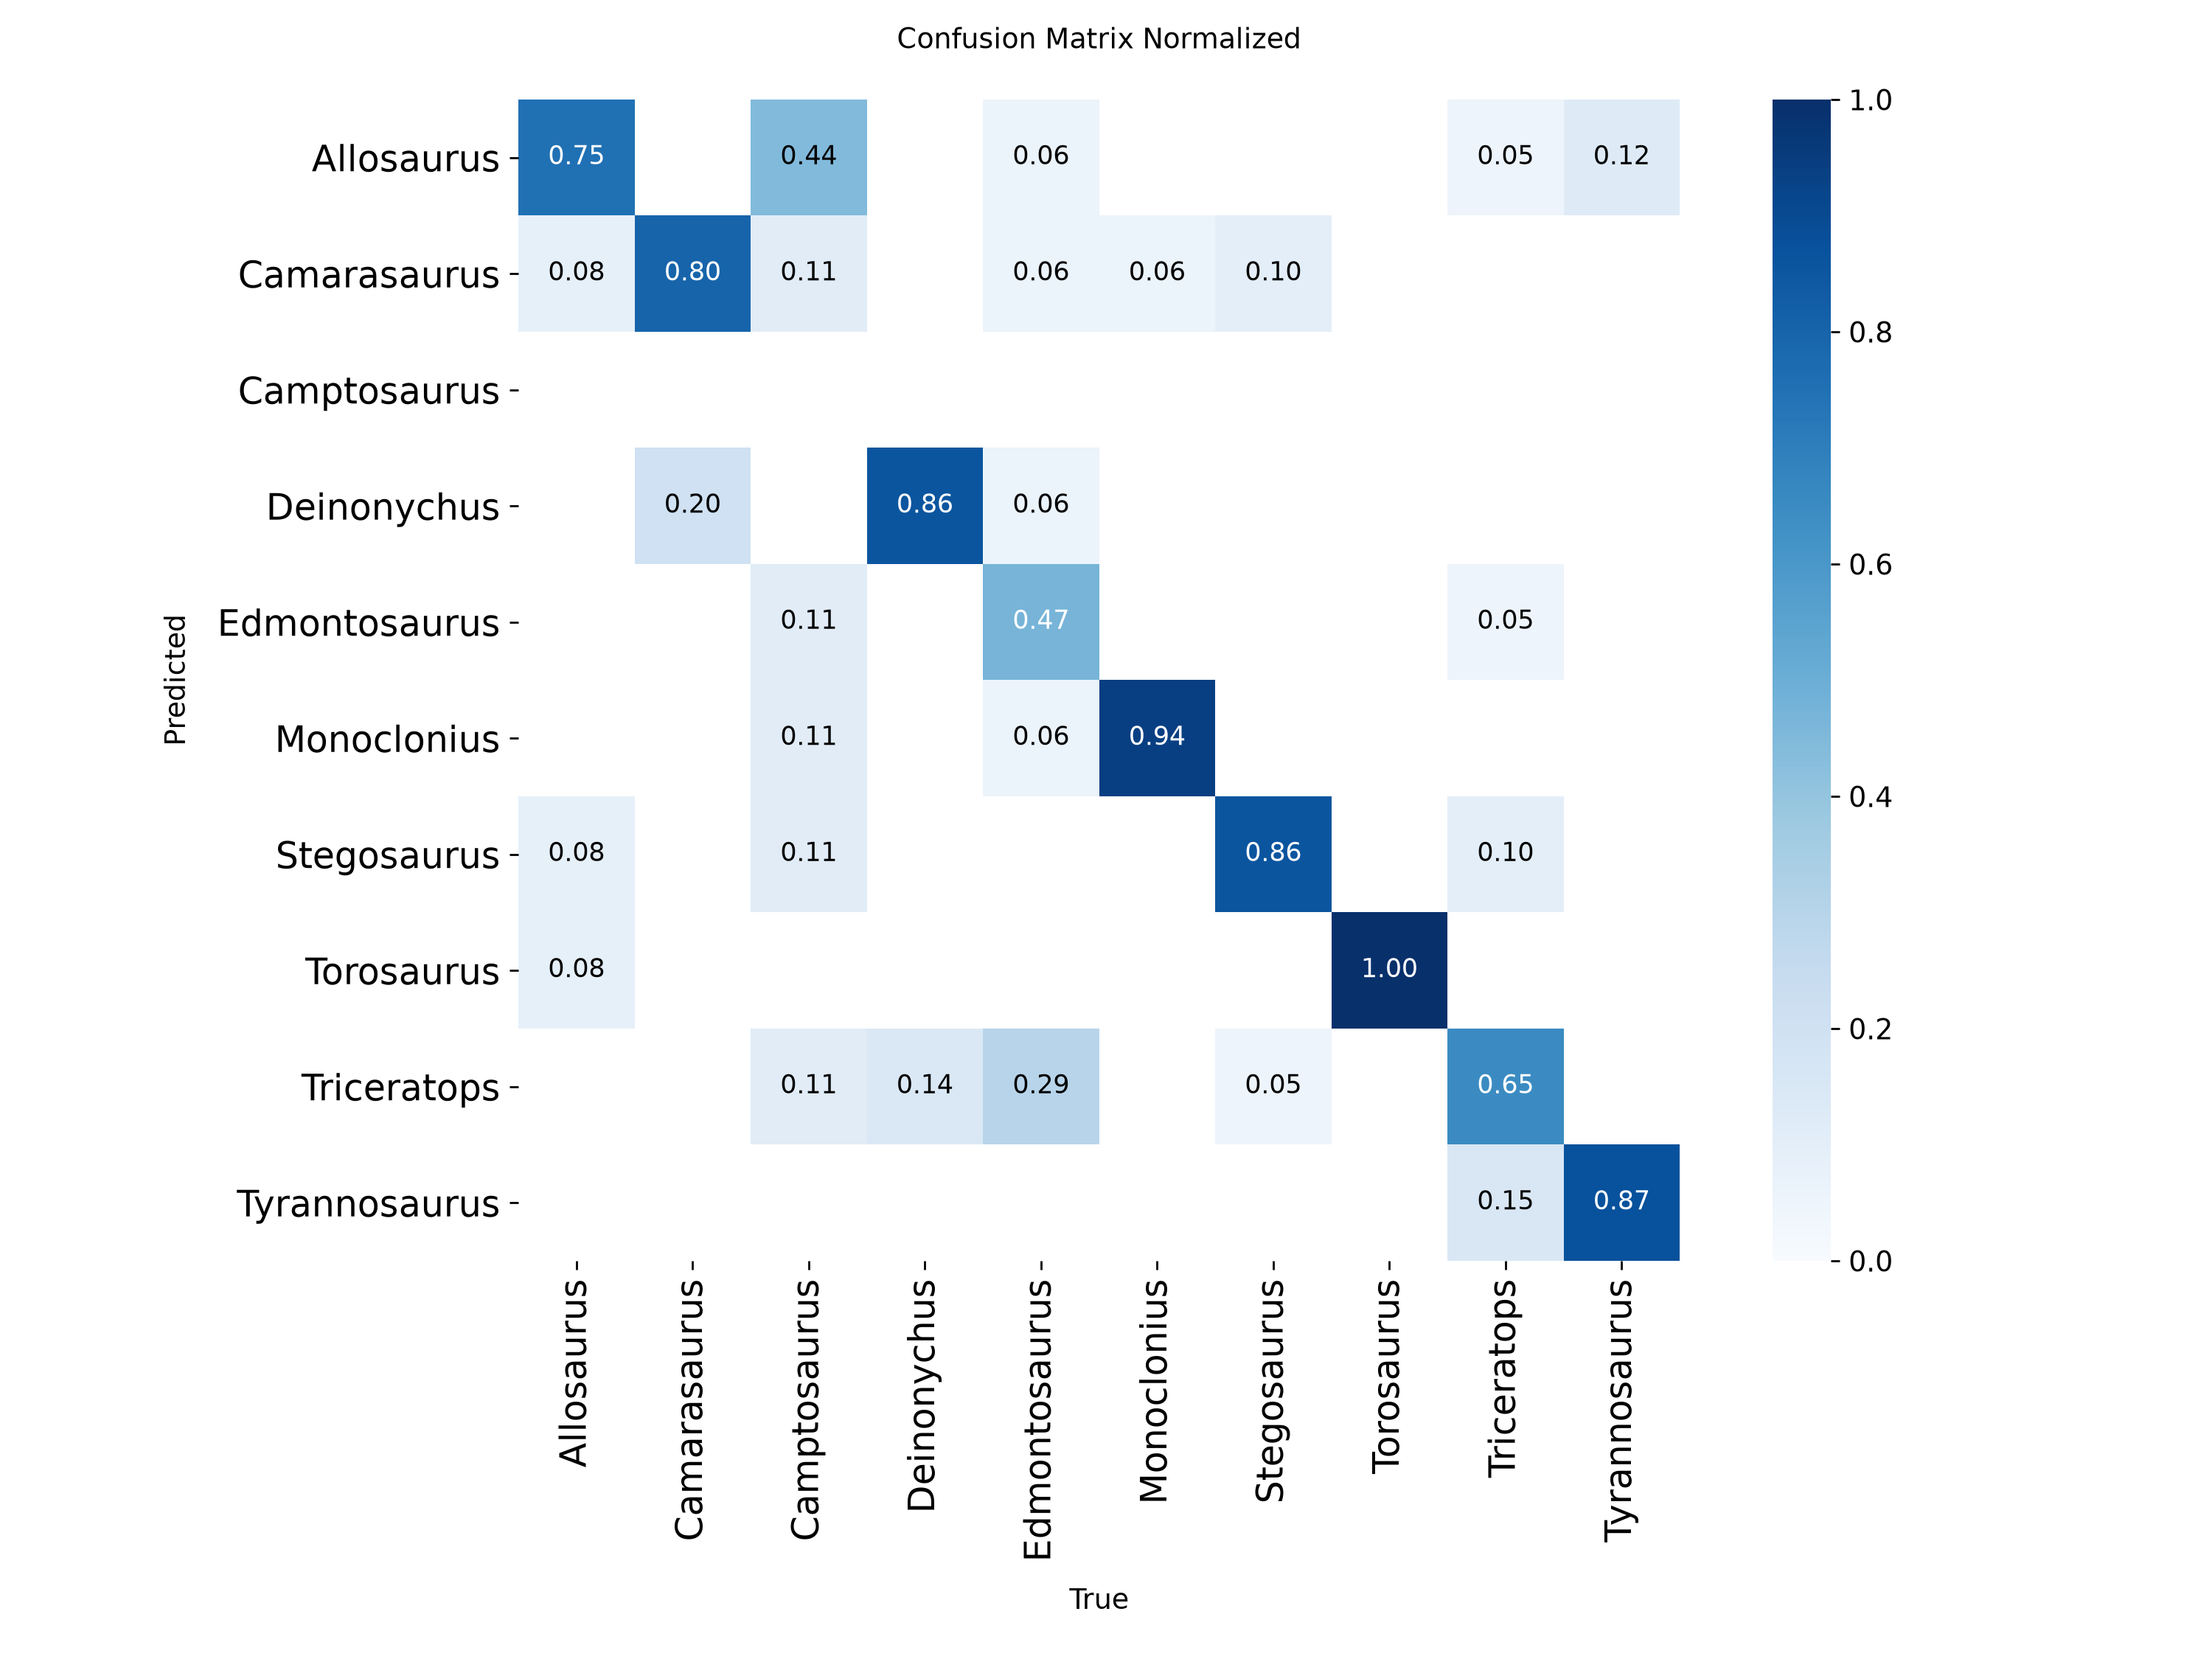 Confusion Matrix Normalized
Allosaurus 0.75 0.44 0.06 0.05 0.12
Camarasaurus 0.08 0.80 0.11 0.06 0.06 0.10
Camptosaurus
Deinonychus 0.20 0.86 0.06
Edmontosaurus 0.11 0.47 0.05
Monoclonius 0.11 0.06 0.94
Stegosaurus 0.08 0.11 0.86 0.10
Torosaurus 0.08 1.00
Triceratops 0.11 0.14 0.29 0.05 0.65
Tyrannosaurus 0.15 0.87
Predicted
Allosaurus
Camarasaurus
Camptosaurus
Deinonychus
Edmontosaurus
Monoclonius
Stegosaurus
Torosaurus
Triceratops
Tyrannosaurus
True
1.0
0.8
0.6
0.4
0.2
0.0